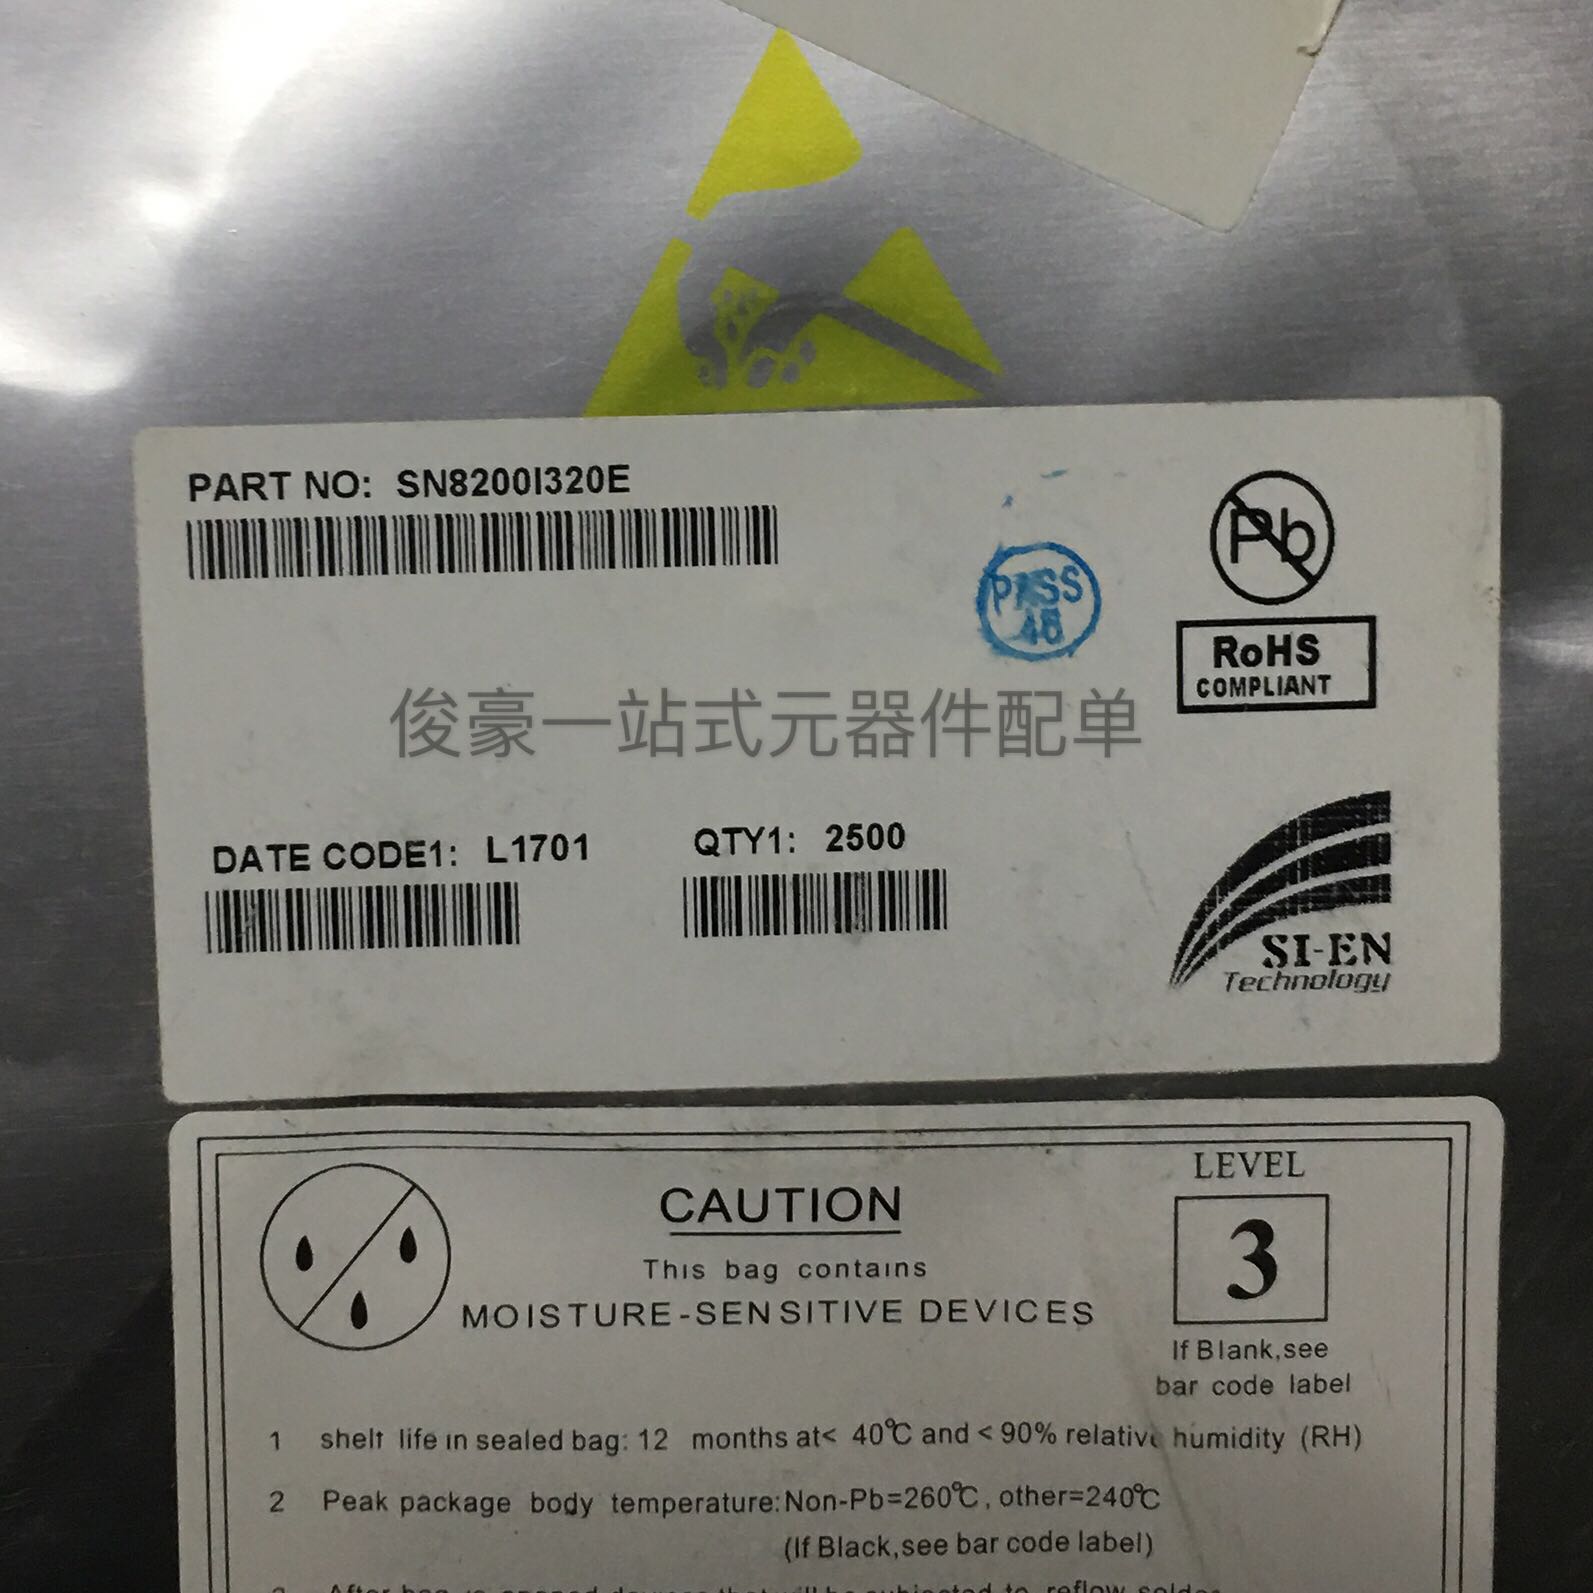 PART NO: SN8200I320E
PASS
46
Pb
RoHS
COMPLIANT
俊豪一站式元器件配单
DATE CODE1: L1701
QTY1: 2500
SI-EN
Technology
LEVEL
3
If Blank,see
bar code label
CAUTION
This bag contains
MOISTURE-SENSITIVE DEVICES
1 shelt life in sealed bag: 12 months at< 40℃ and < 90% relative humidity (RH)
2 Peak package body temperature: Non-Pb=260℃, other=240℃
(If Black,see bar code label)